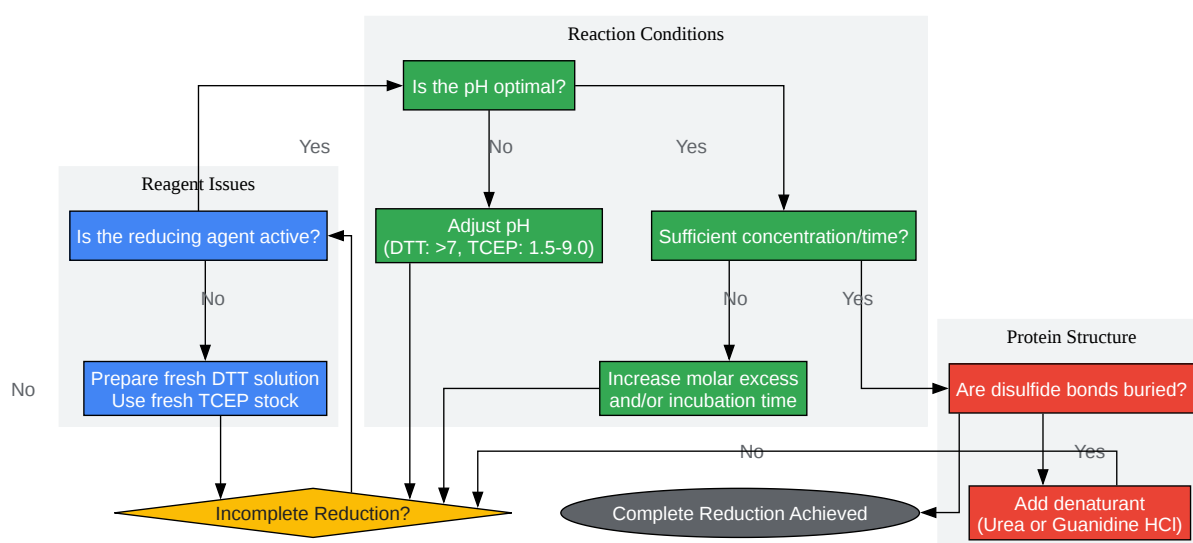 Reaction Conditions
Is the pH optimal?
Yes
No
Yes
Reagent Issues
Is the reducing agent active?
Adjust pH
(DTT: >7, TCEP: 1.5-9.0)
Sufficient concentration/time?
No
No
Yes
Protein Structure
No
Prepare fresh DTT solution
Use fresh TCEP stock
Increase molar excess
and/or incubation time
Are disulfide bonds buried?
No
Yes
Incomplete Reduction?
Complete Reduction Achieved
Add denaturant
(Urea or Guanidine HCl)